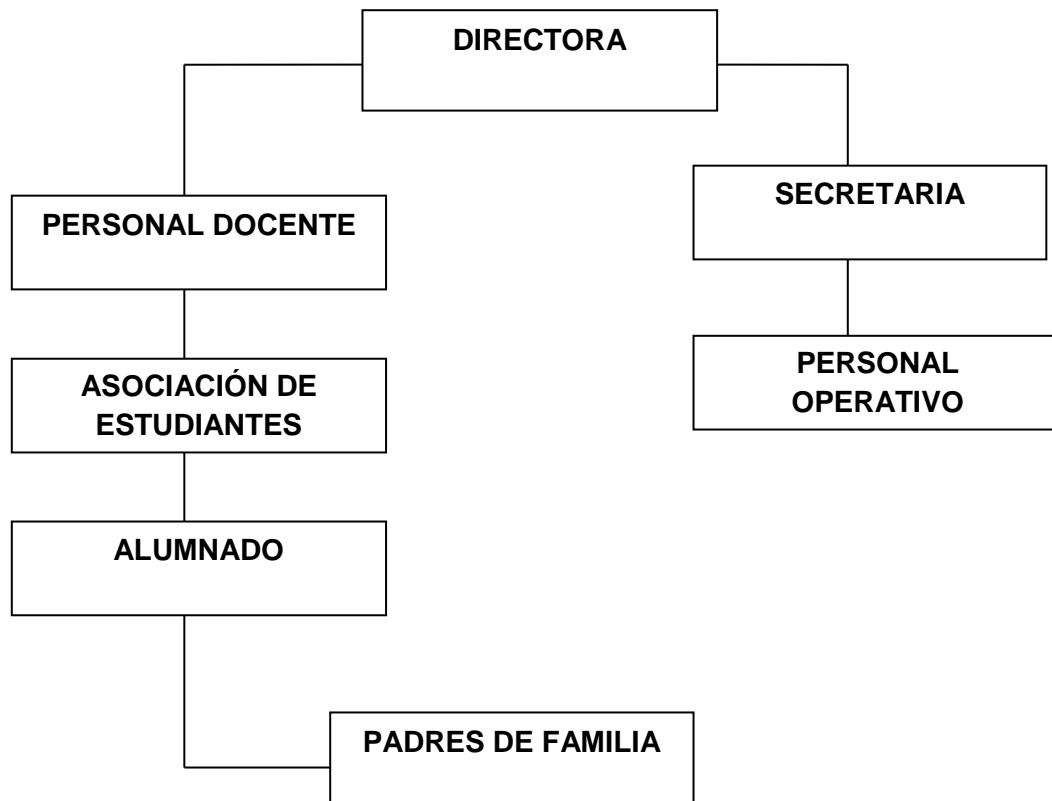 DIRECTORA
SECRETARIA
PERSONAL DOCENTE
PERSONAL
OPERATIVO
ASOCIACIÓN DE
ESTUDIANTES
ALUMNADO
PADRES DE FAMILIA